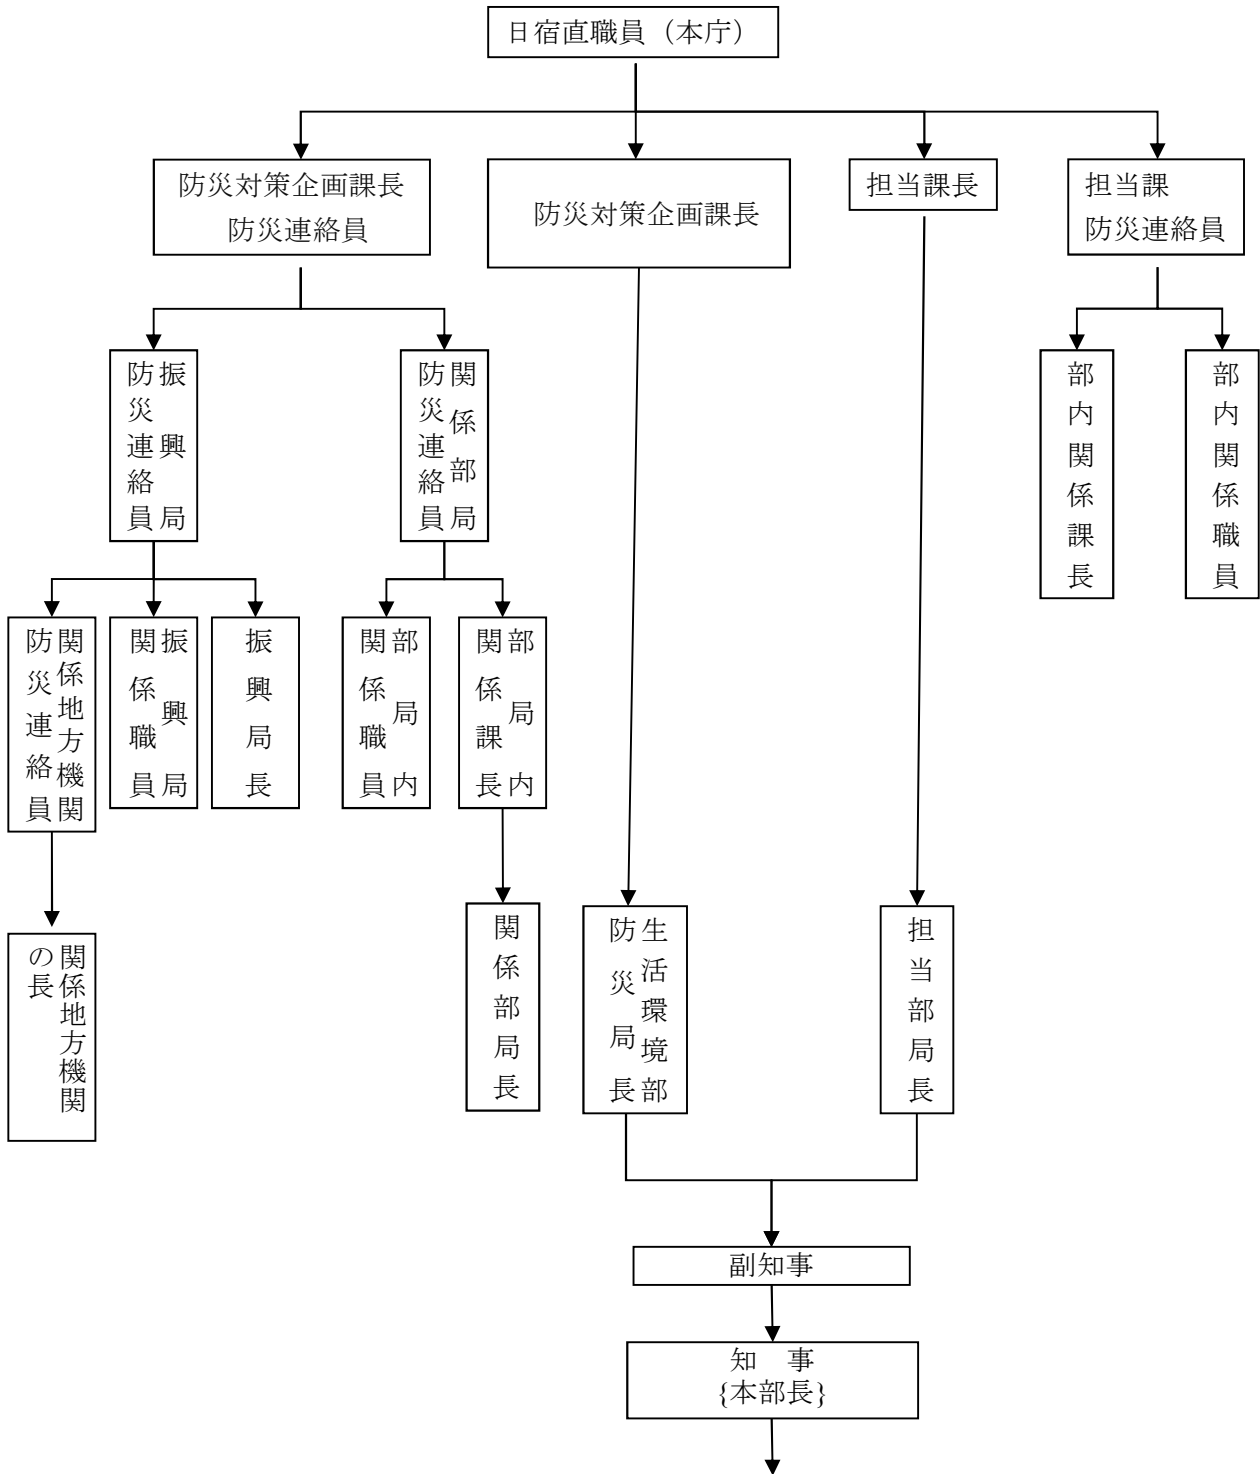 日宿直職員（本庁）
防災対策企画課長
防災連絡員
防災対策企画課長
担当課長
担当課
防災連絡員
振興局
防災連絡員
関係部局
防災連絡員
部内関係課長
部内関係職員
関係地方機関
防災連絡員
振興局
関係職員
振興局長
部局内
関係職員
部局内
関係課長
関係地方機関
の長
関係部局長
生活環境部
防災局長
担当部局長
副知事
知　事
{本部長}